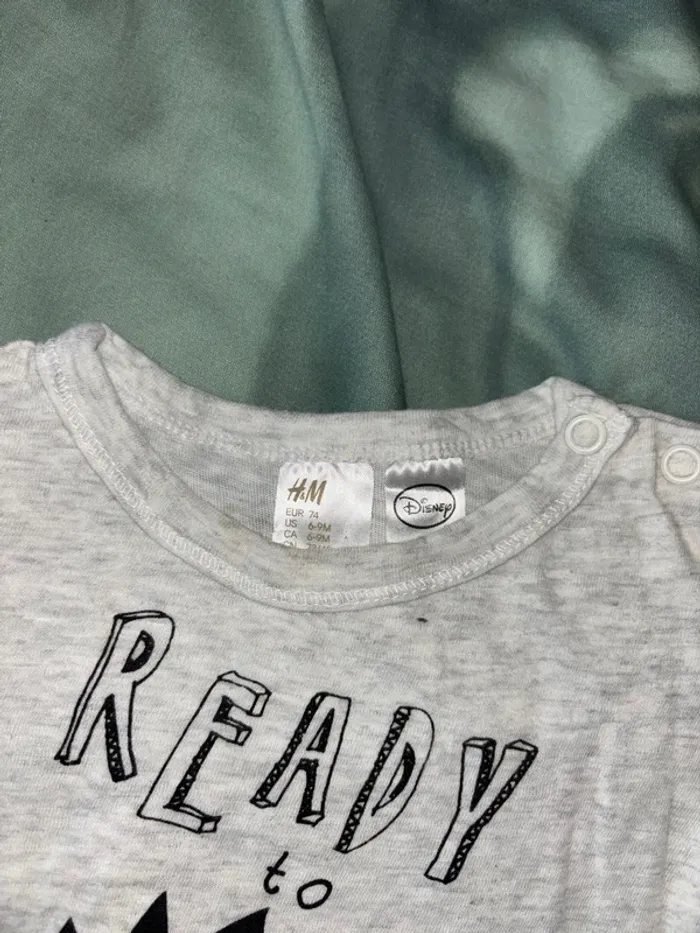 H&M
EUR 74
US 6-9M
CA 6-9M
Disney
READY
to